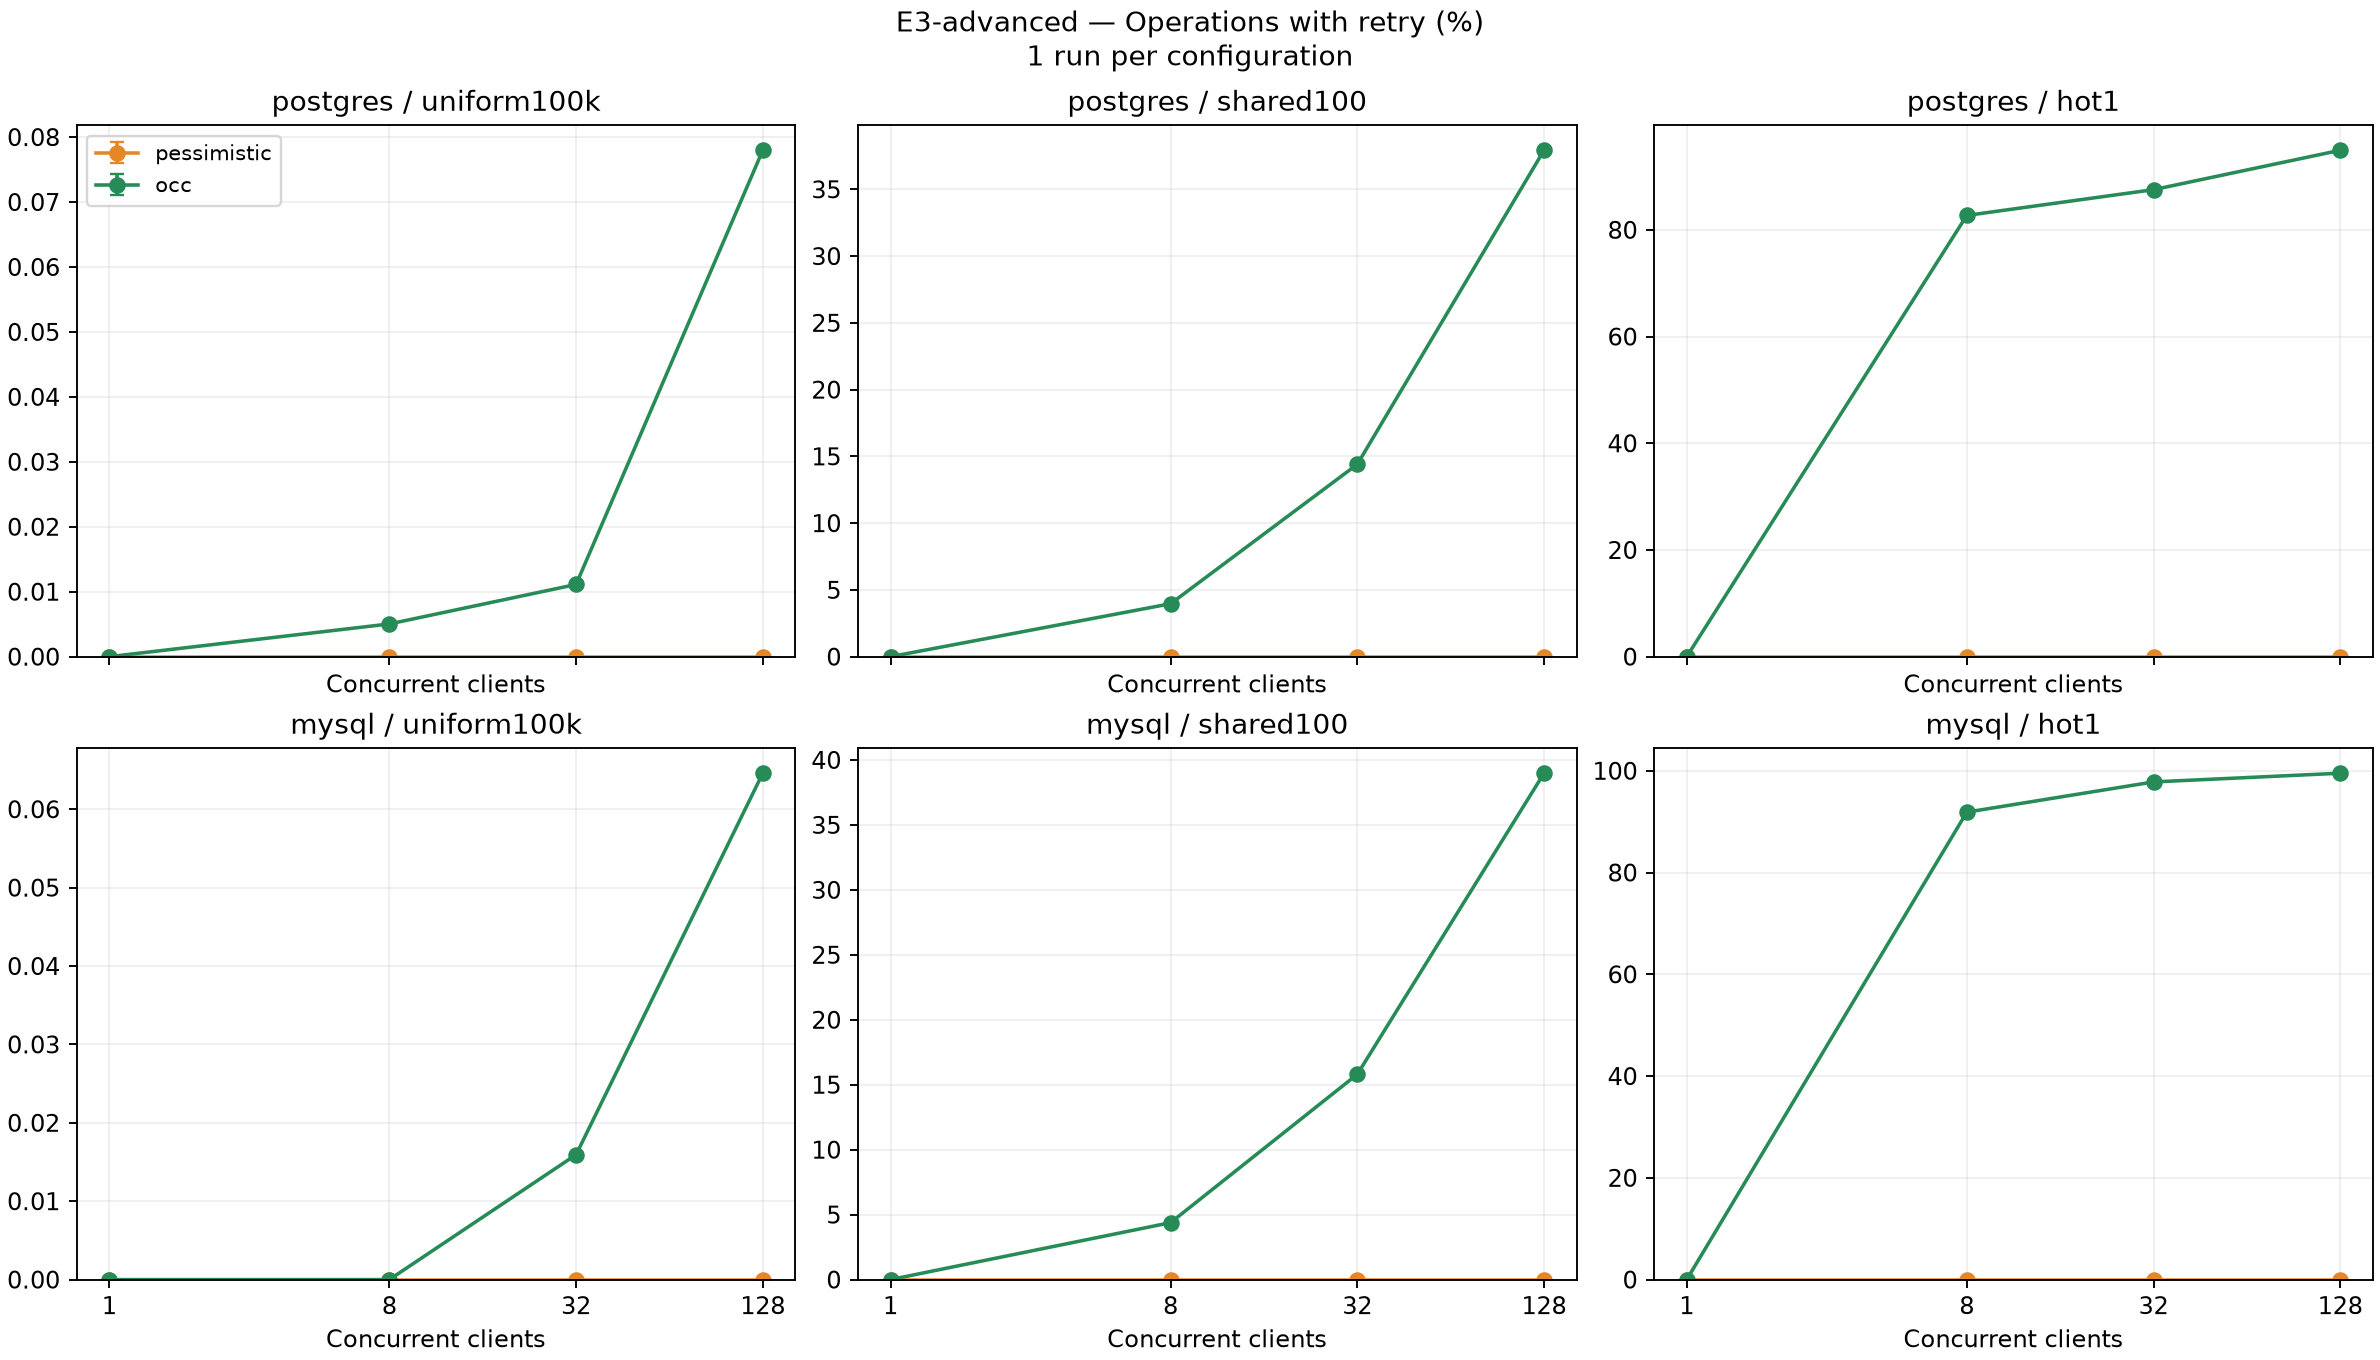 E3-advanced — Operations with retry (%)
1 run per configuration
postgres / uniform100k
0.08
0.07
0.06
0.05
0.04
0.03
0.02
0.01
0.00
pessimistic
occ
Concurrent clients
postgres / shared100
35
30
25
20
15
10
5
0
Concurrent clients
postgres / hot1
80
60
40
20
0
Concurrent clients
mysql / uniform100k
0.06
0.05
0.04
0.03
0.02
0.01
0.00
1 8 32 128
Concurrent clients
mysql / shared100
40
35
30
25
20
15
10
5
0
1 8 32 128
Concurrent clients
mysql / hot1
100
80
60
40
20
0
1 8 32 128
Concurrent clients